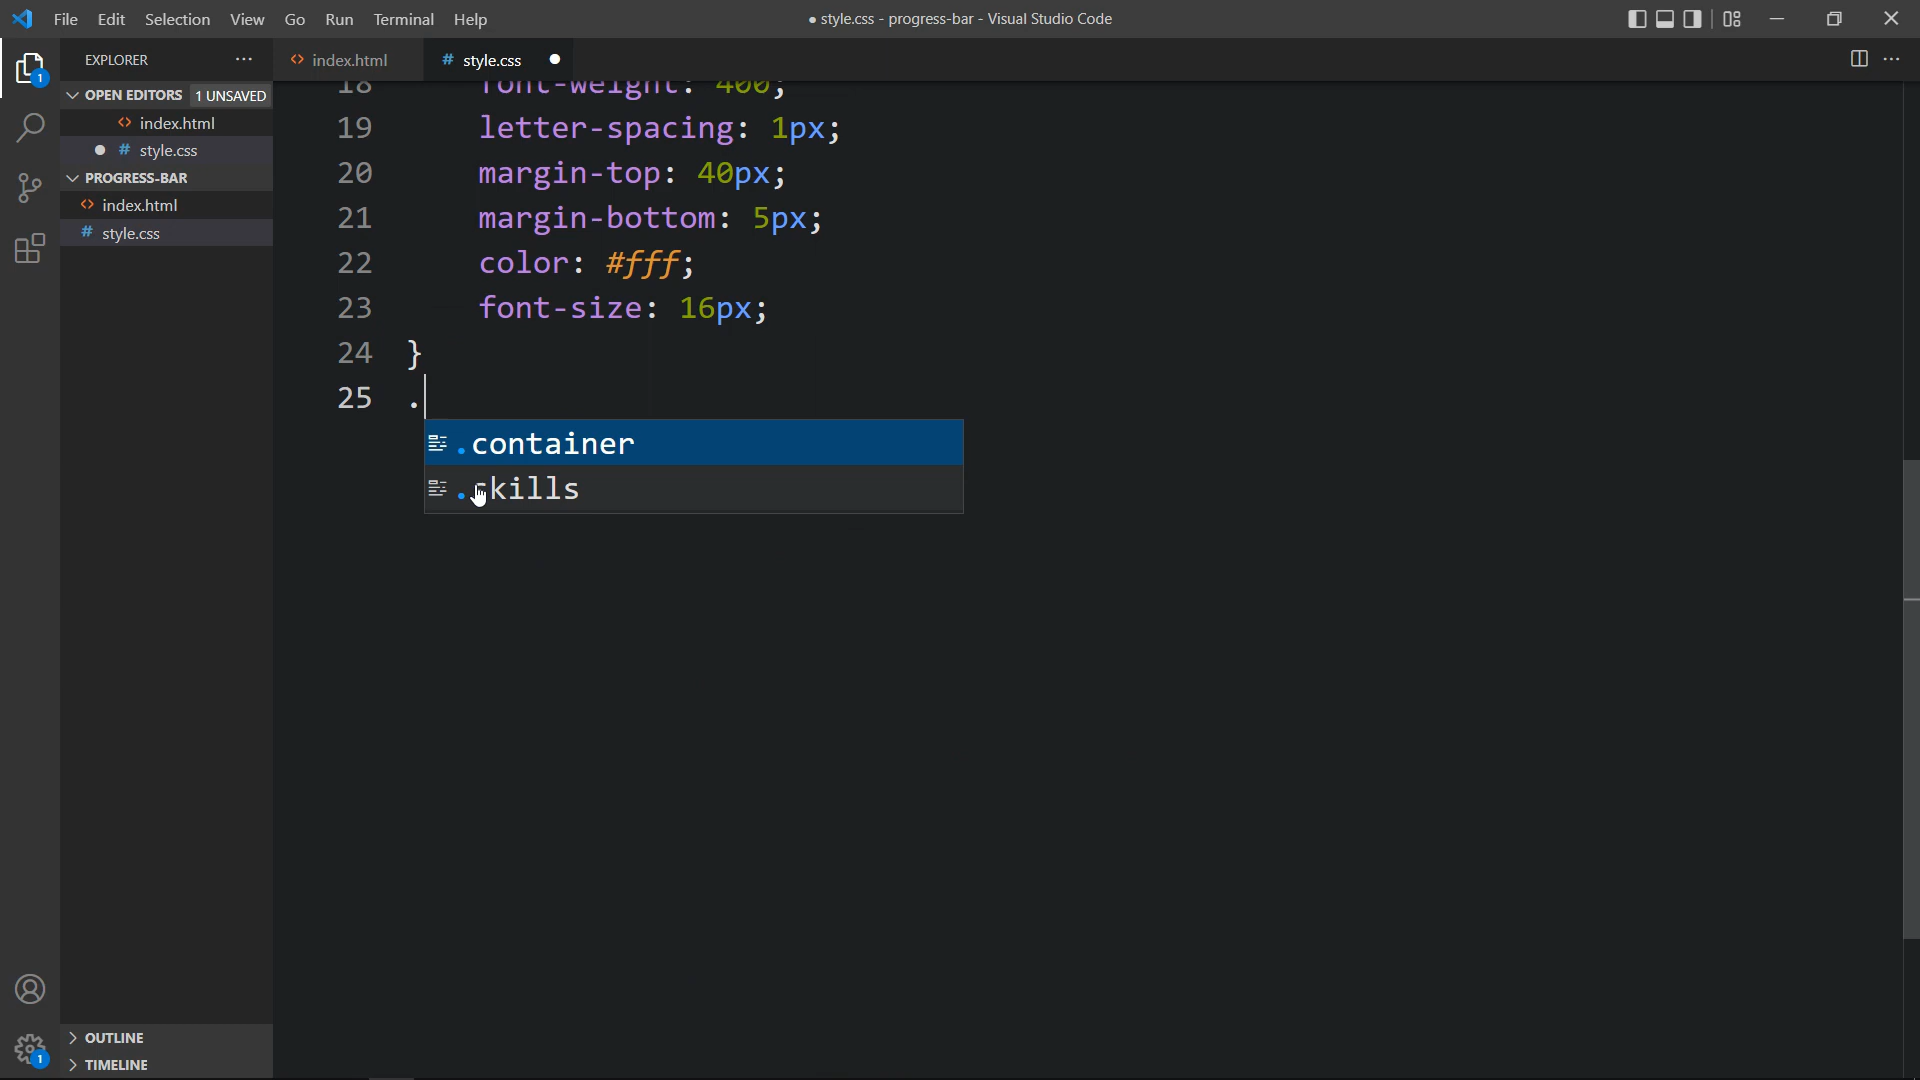 File Edit Selection View Go Run Terminal Help
● style.css - progress-bar - Visual Studio Code
EXPLORER ···
<> index.html
# style.css ●
OPEN EDITORS 1 UNSAVED
<> index.html
● # style.css
PROGRESS-BAR
<> index.html
# style.css
18 font-weight: 400;
19 letter-spacing: 1px;
20 margin-top: 40px;
21 margin-bottom: 5px;
22 color: #fff;
23 font-size: 16px;
24 }
25 .
.container
.skills
1
OUTLINE
1
TIMELINE